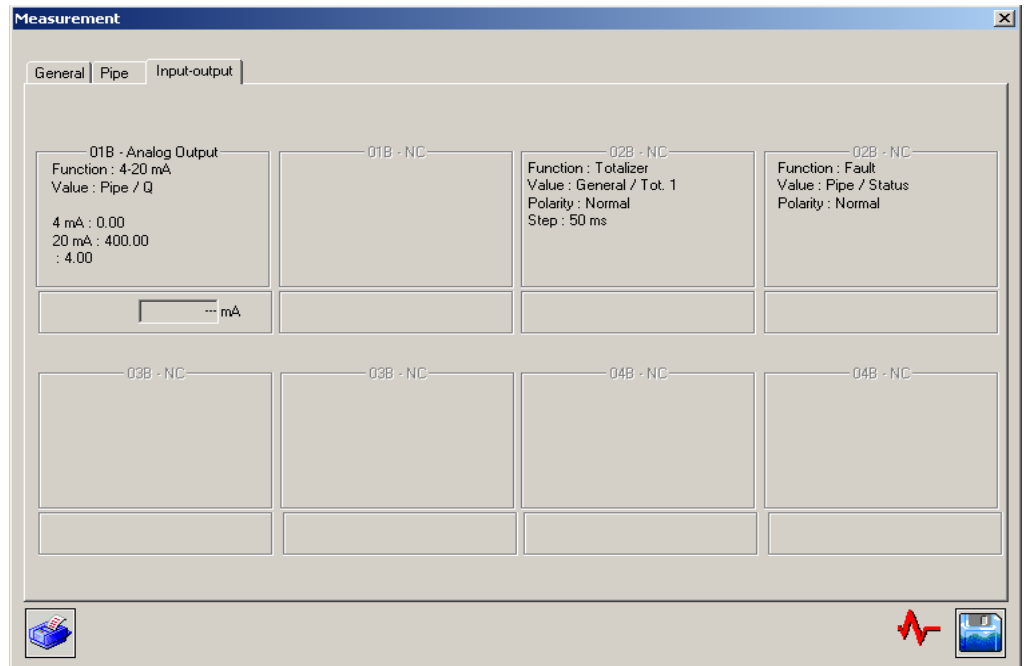 Measurement
General Pipe Input-output
01B - Analog Output
Function : 4-20 mA
Value : Pipe / Q
4 mA : 0.00
20 mA : 400.00
: 4.00
--- mA
01B - NC
02B - NC
Function : Totalizer
Value : General / Tot. 1
Polarity : Normal
Step : 50 ms
02B - NC
Function : Fault
Value : Pipe / Status
Polarity : Normal
03B - NC
03B - NC
04B - NC
04B - NC